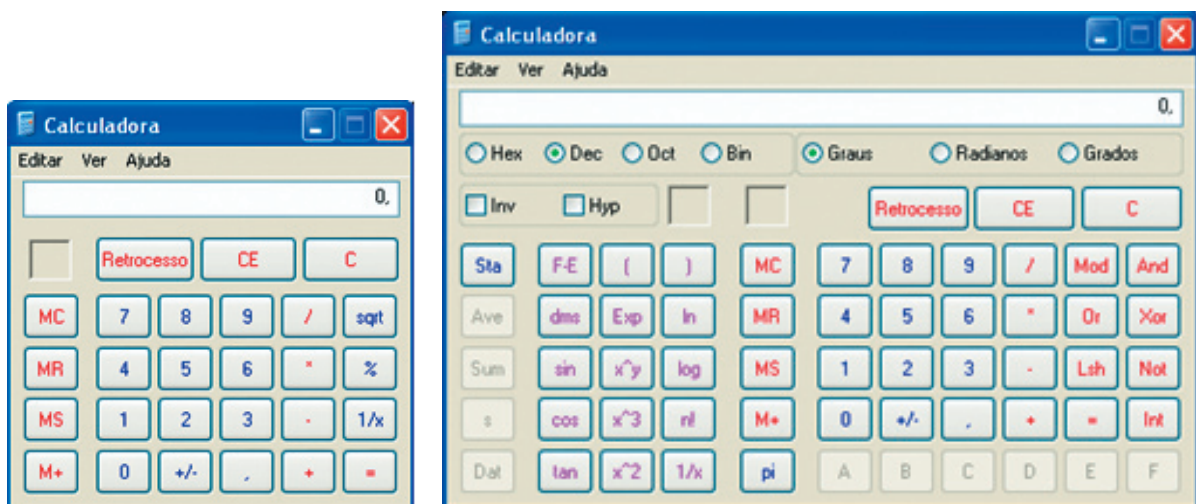 Calculadora
Editar Ver Ajuda
0,
Retrocesso CE C
MC 7 8 9 / sqrt
MR 4 5 6 * %
MS 1 2 3 - 1/x
M+ 0 +/- , + =
Calculadora
Editar Ver Ajuda
0,
Hex Dec Oct Bin Graus Radianos Grados
Inv Hyp Retrocesso CE C
Sta F-E ( ) MC 7 8 9 / Mod And
Ave dms Exp ln MR 4 5 6 * Or Xor
Sum sin x^y log MS 1 2 3 - Lsh Not
s cos x^3 n! M+ 0 +/- , + = Int
Dat tan x^2 1/x pi A B C D E F